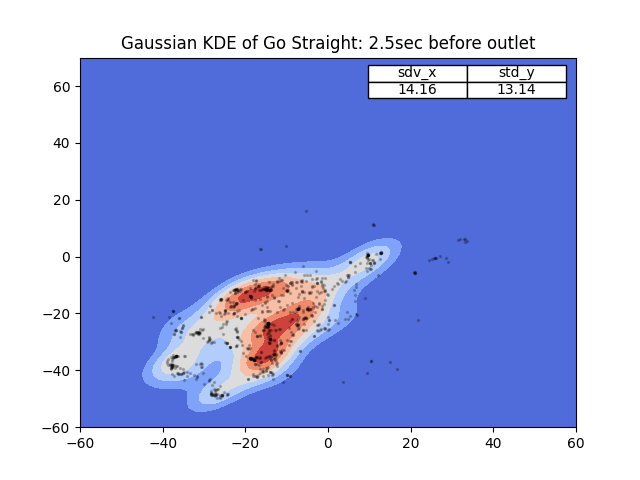 Gaussian KDE of Go Straight: 2.5sec before outlet
sdv_x std_y
14.16 13.14
60
40
20
0
−20
−40
−60
−60 −40 −20 0 20 40 60